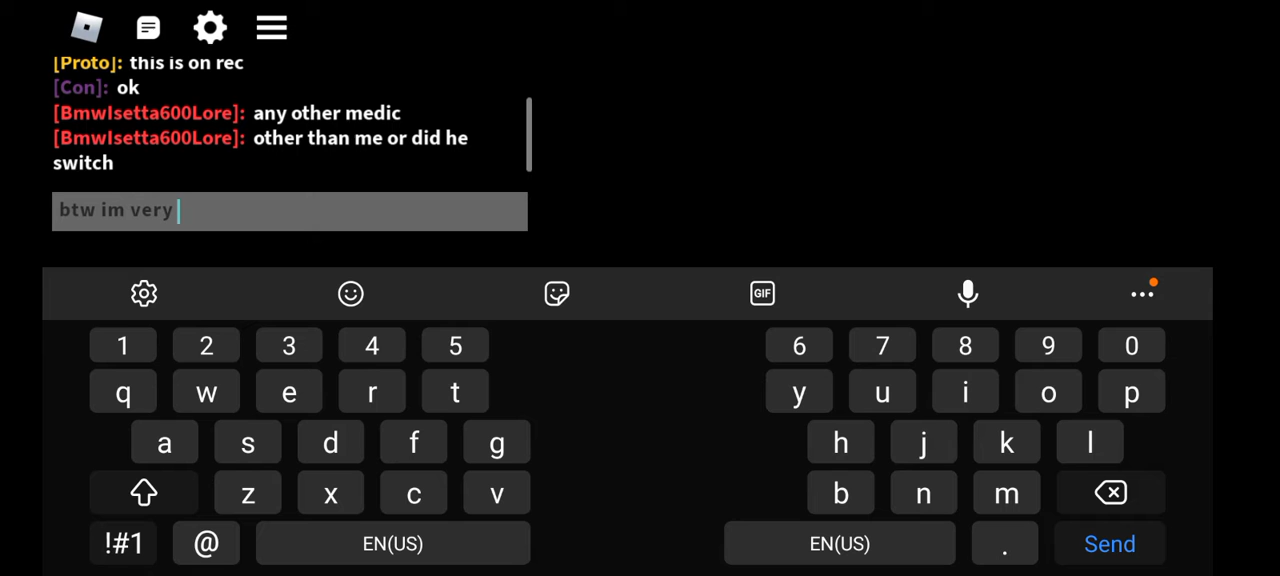 [Proto]: this is on rec
[Con]: ok
[BmwIsetta600Lore]: any other medic
[BmwIsetta600Lore]: other than me or did he
switch
btw im very
GIF
1 2 3 4 5 6 7 8 9 0
q w e r t y u i o p
a s d f g h j k l
z x c v b n m
!#1 @ EN(US) EN(US) . Send